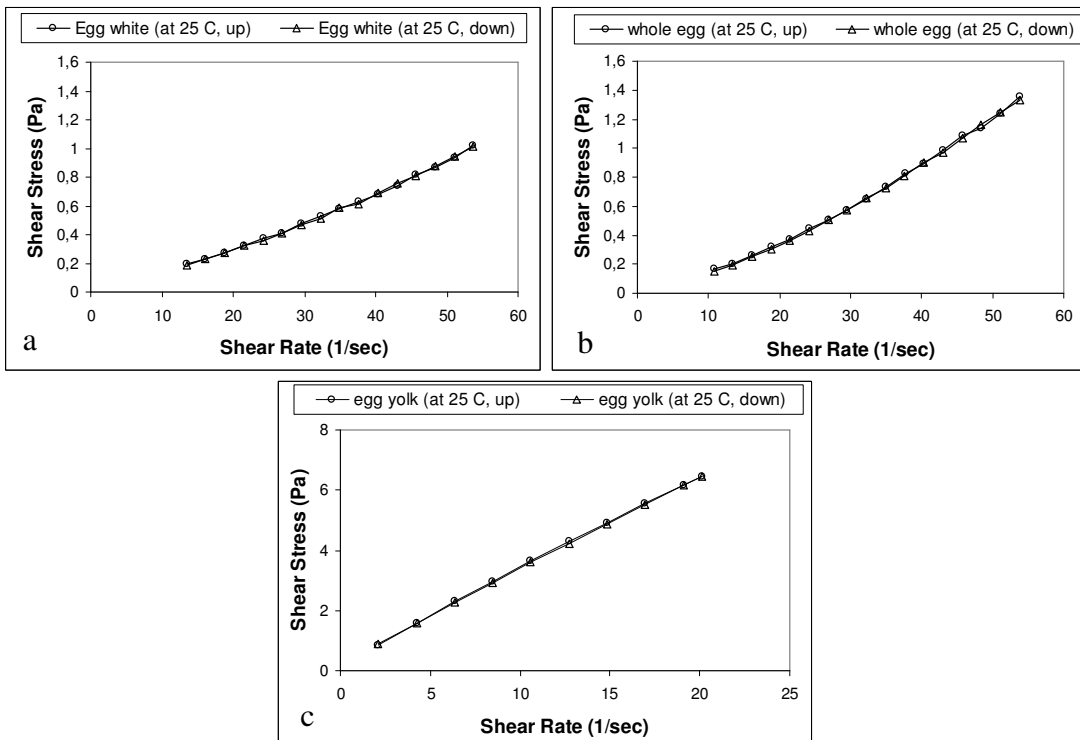 Egg white (at 25 C, up) Egg white (at 25 C, down)
1,6
1,4
1,2
1
0,8
0,6
0,4
0,2
0
Shear Stress (Pa)
0 10 20 30 40 50 60
Shear Rate (1/sec)
a
whole egg (at 25 C, up) whole egg (at 25 C, down)
1,6
1,4
1,2
1
0,8
0,6
0,4
0,2
0
Shear Stress (Pa)
0 10 20 30 40 50 60
Shear Rate (1/sec)
b
egg yolk (at 25 C, up) egg yolk (at 25 C, down)
8
6
4
2
0
Shear Stress (Pa)
0 5 10 15 20 25
Shear Rate (1/sec)
c